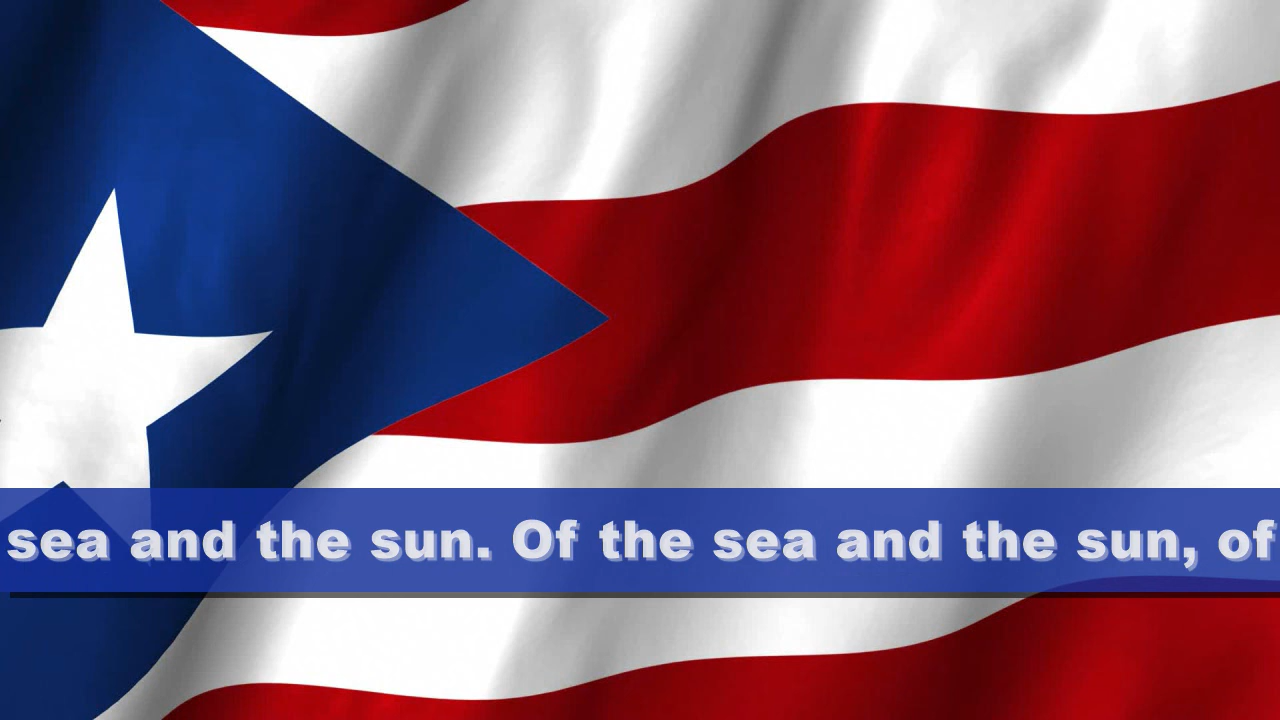 sea and the sun. Of the sea and the sun, of